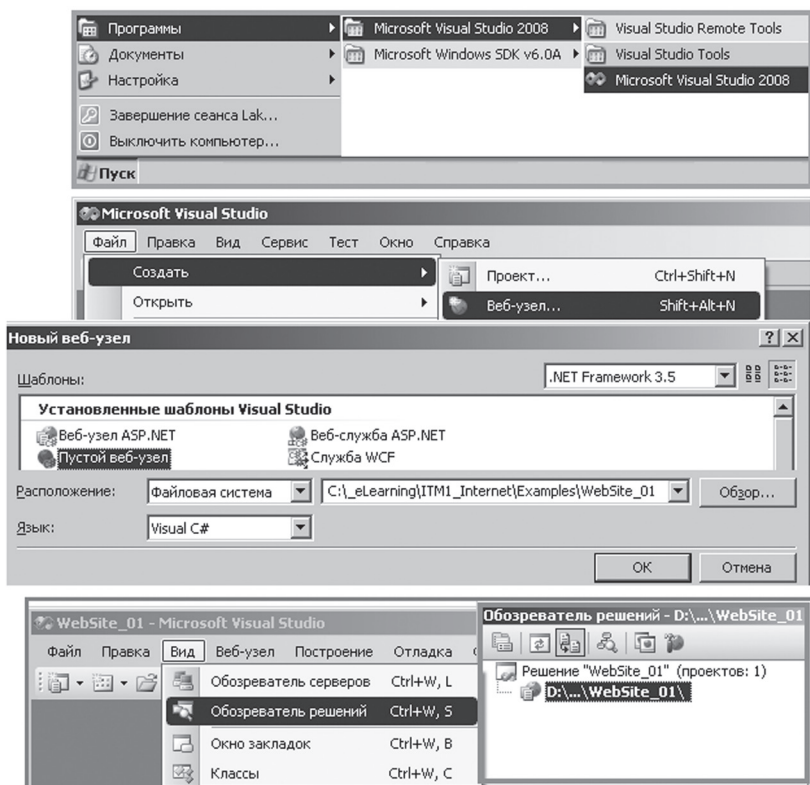 Программы Microsoft Visual Studio 2008 Visual Studio Remote Tools
Документы Microsoft Windows SDK v6.0A Visual Studio Tools
Настройка Microsoft Visual Studio 2008
Завершение сеанса Lak...
Выключить компьютер...
Пуск
Microsoft Visual Studio
Файл Правка Вид Сервис Тест Окно Справка
Создать Проект... Ctrl+Shift+N
Открыть Веб-узел... Shift+Alt+N
Новый веб-узел
Шаблоны: .NET Framework 3.5
Установленные шаблоны Visual Studio
Веб-узел ASP.NET Веб-служба ASP.NET
Пустой веб-узел Служба WCF
Расположение: Файловая система C:\_eLearning\ITM1_Internet\Examples\WebSite_01 Обзор...
Язык: Visual C#
ОК Отмена
WebSite_01 - Microsoft Visual Studio
Файл Правка Вид Веб-узел Построение Отладка
Обозреватель серверов Ctrl+W, L
Обозреватель решений Ctrl+W, S
Окно закладок Ctrl+W, B
Классы Ctrl+W, C
Обозреватель решений - D:\...\WebSite_01
Решение "WebSite_01" (проектов: 1)
D:\...\WebSite_01\